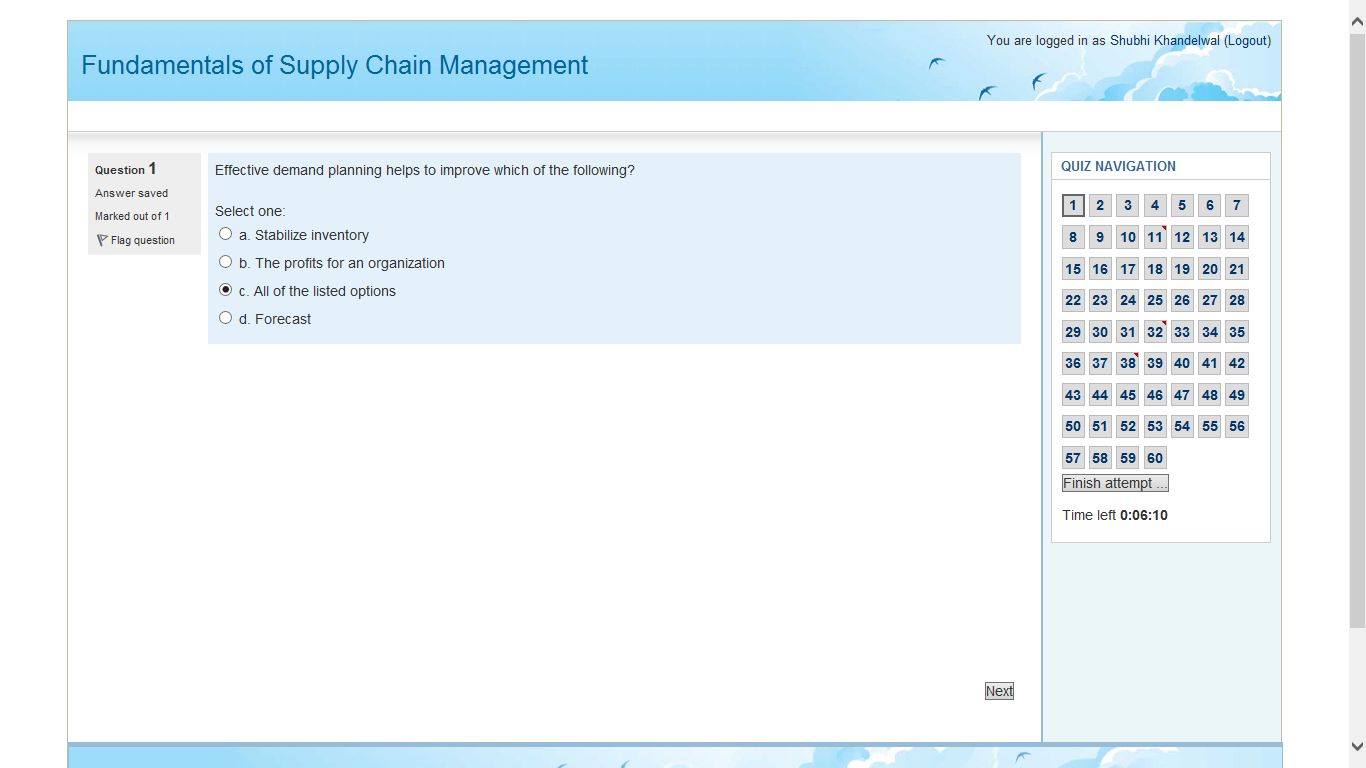 You are logged in as Shubhi Khandelwal (Logout)
Fundamentals of Supply Chain Management
Question 1
Answer saved
Marked out of 1
Flag question
Effective demand planning helps to improve which of the following?
Select one:
a. Stabilize inventory
b. The profits for an organization
c. All of the listed options
d. Forecast
Next
QUIZ NAVIGATION
1 2 3 4 5 6 7
8 9 10 11 12 13 14
15 16 17 18 19 20 21
22 23 24 25 26 27 28
29 30 31 32 33 34 35
36 37 38 39 40 41 42
43 44 45 46 47 48 49
50 51 52 53 54 55 56
57 58 59 60
Finish attempt ...
Time left 0:06:10